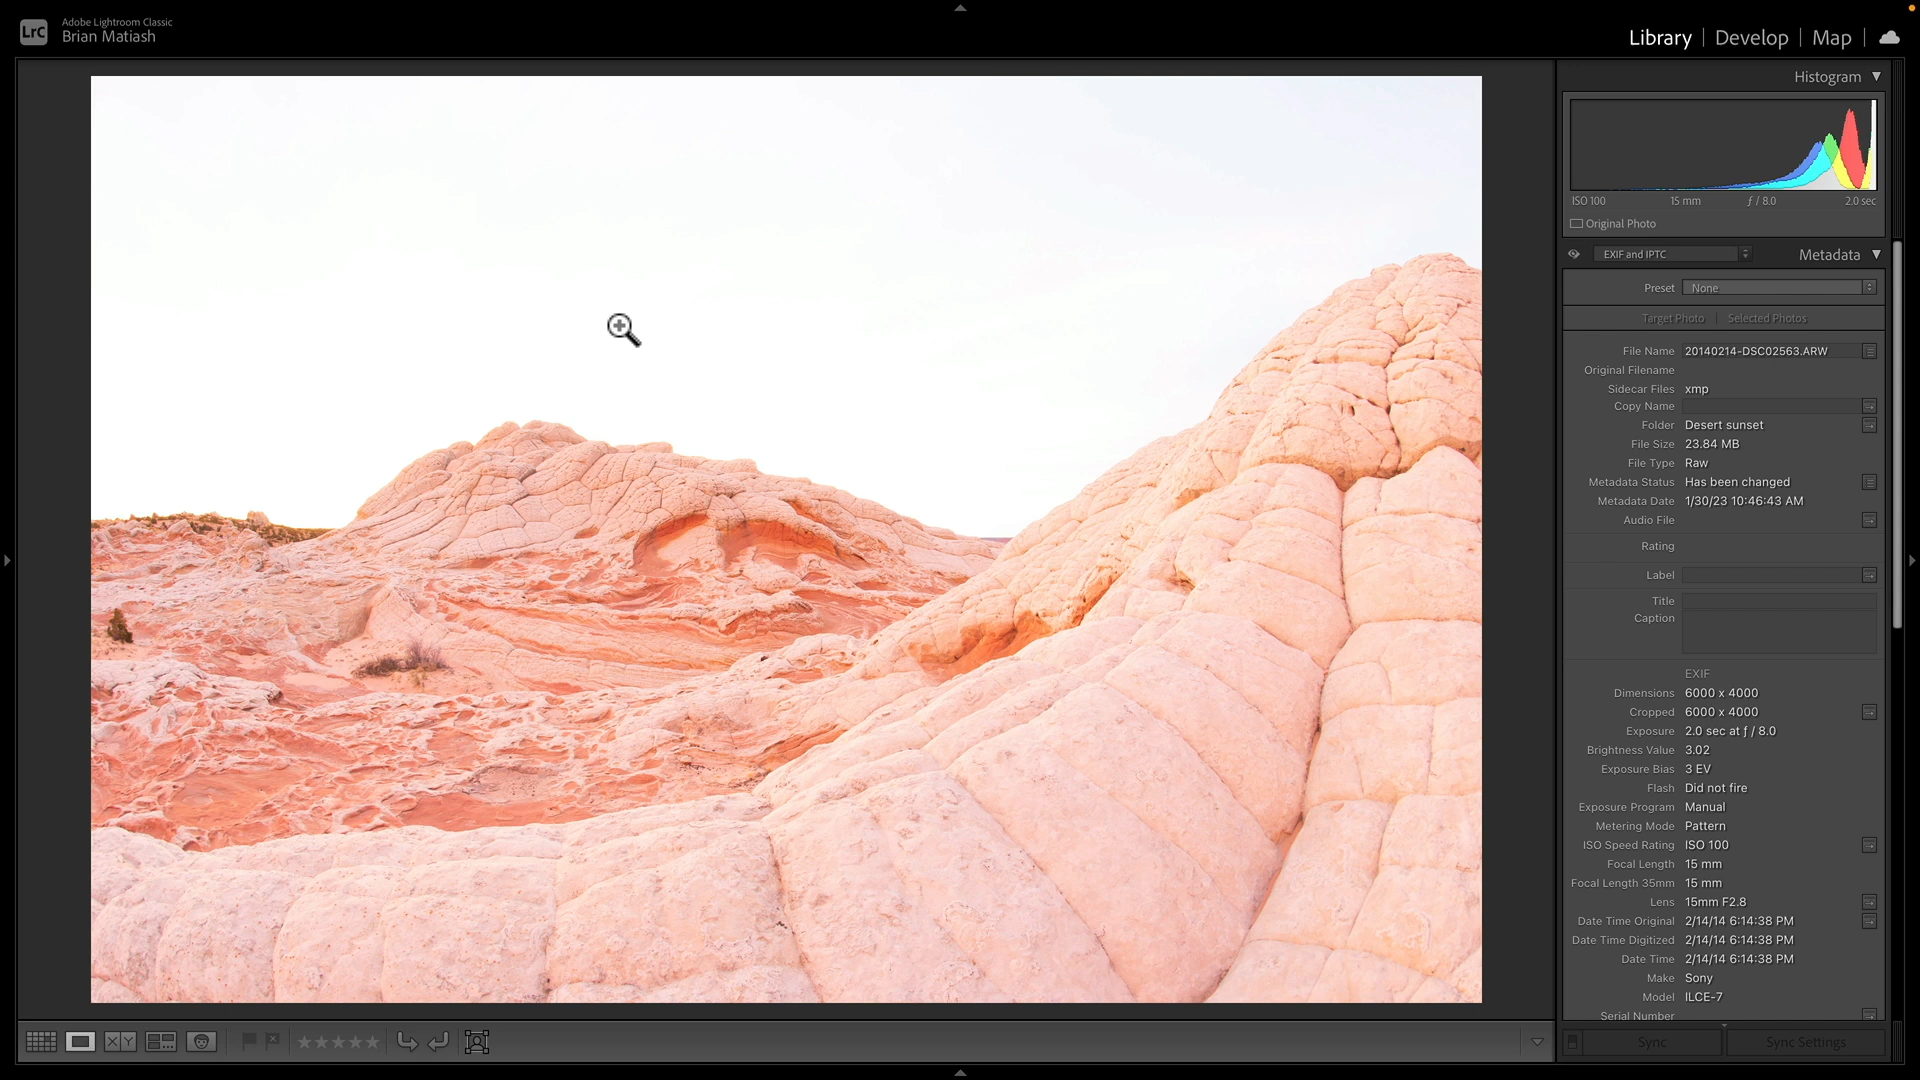 LrC
Adobe Lightroom Classic
Brian Matiash
Library | Develop | Map |
Histogram
ISO 100 15 mm ƒ / 8.0 2.0 sec
Original Photo
EXIF and IPTC Metadata
Preset None
Target Photo | Selected Photos
File Name 20140214-DSC02563.ARW
Original Filename
Sidecar Files xmp
Copy Name
Folder Desert sunset
File Size 23.84 MB
File Type Raw
Metadata Status Has been changed
Metadata Date 1/30/23 10:46:43 AM
Audio File
Rating
Label
Title
Caption
EXIF
Dimensions 6000 x 4000
Cropped 6000 x 4000
Exposure 2.0 sec at ƒ / 8.0
Brightness Value 3.02
Exposure Bias 3 EV
Flash Did not fire
Exposure Program Manual
Metering Mode Pattern
ISO Speed Rating ISO 100
Focal Length 15 mm
Focal Length 35mm 15 mm
Lens 15mm F2.8
Date Time Original 2/14/14 6:14:38 PM
Date Time Digitized 2/14/14 6:14:38 PM
Date Time 2/14/14 6:14:38 PM
Make Sony
Model ILCE-7
Serial Number
X Y
Sync Sync Settings